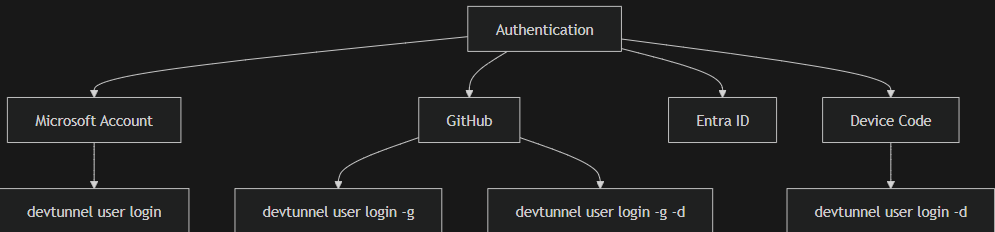 Authentication
Microsoft Account
GitHub
Entra ID
Device Code
devtunnel user login
devtunnel user login -g
devtunnel user login -g -d
devtunnel user login -d